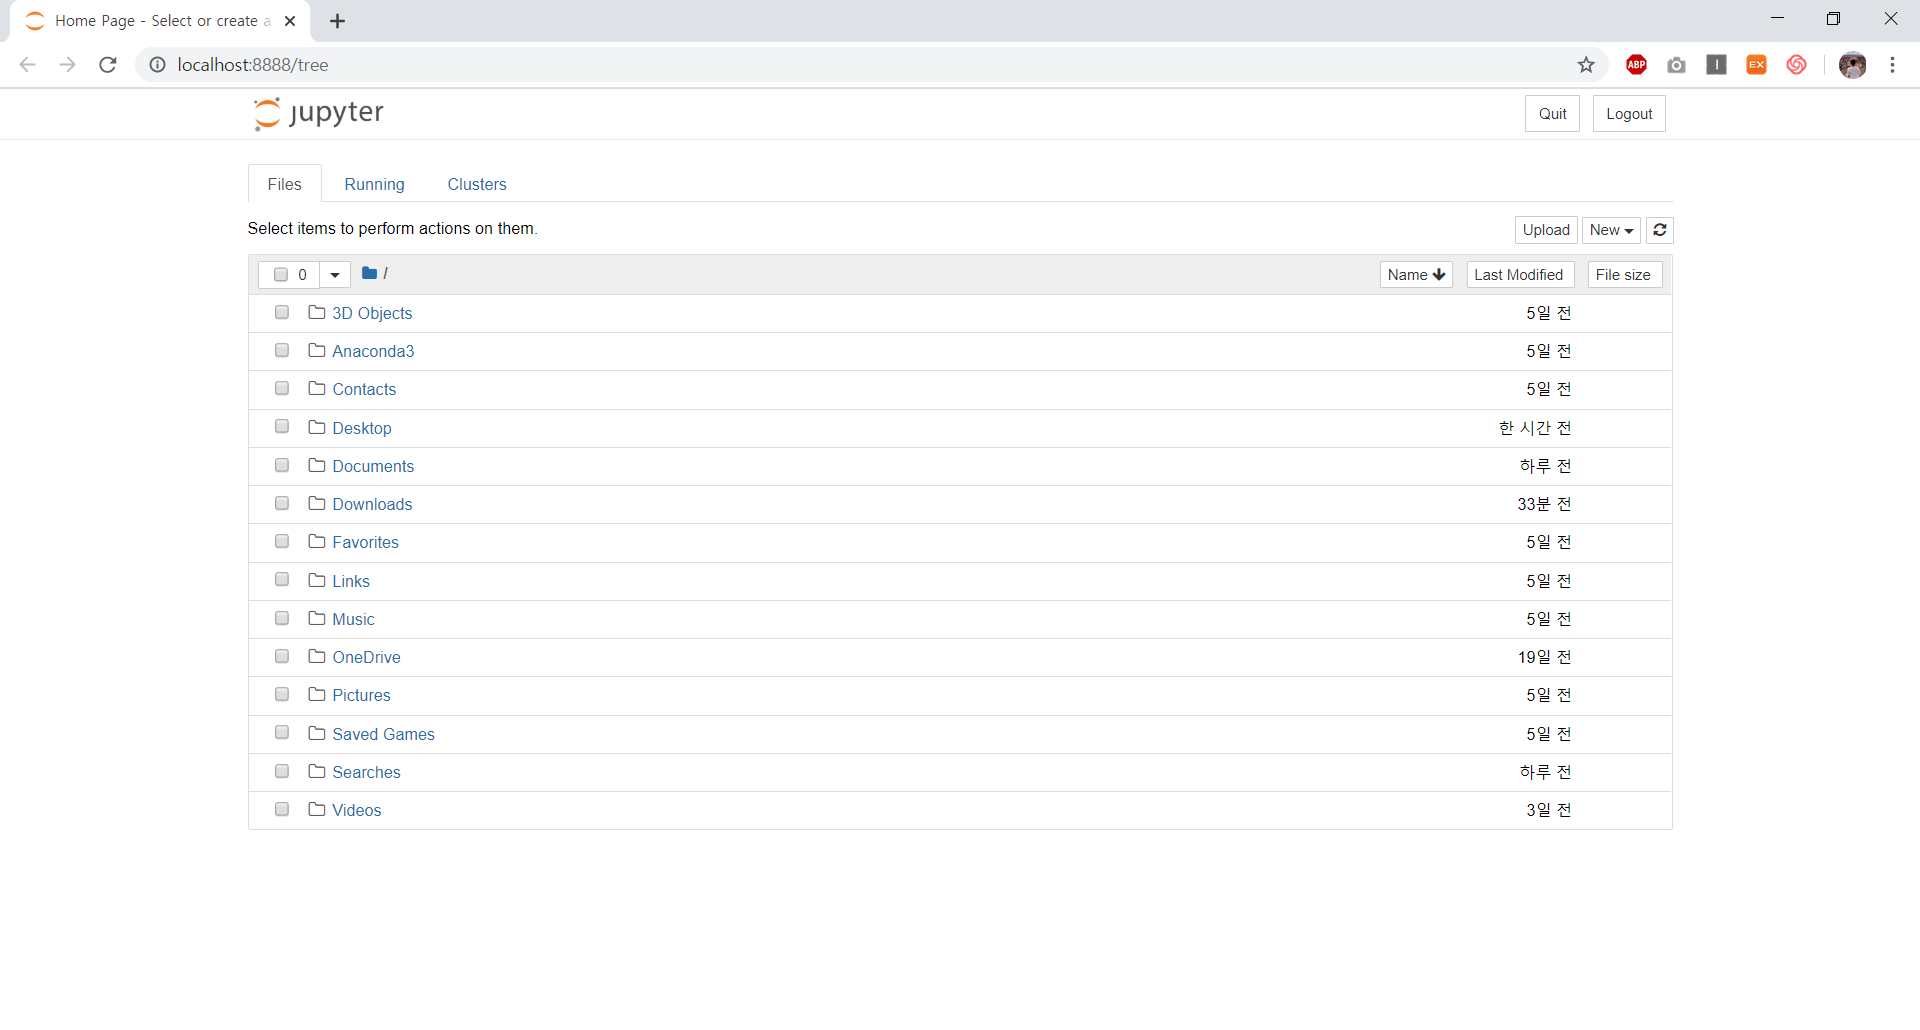 Home Page - Select or create a
localhost:8888/tree
ABP
EX
jupyter
Quit
Logout
Files
Running
Clusters
Select items to perform actions on them.
Upload
New
0
/
Name
Last Modified
File size
3D Objects 5일 전
Anaconda3 5일 전
Contacts 5일 전
Desktop 한 시간 전
Documents 하루 전
Downloads 33분 전
Favorites 5일 전
Links 5일 전
Music 5일 전
OneDrive 19일 전
Pictures 5일 전
Saved Games 5일 전
Searches 하루 전
Videos 3일 전